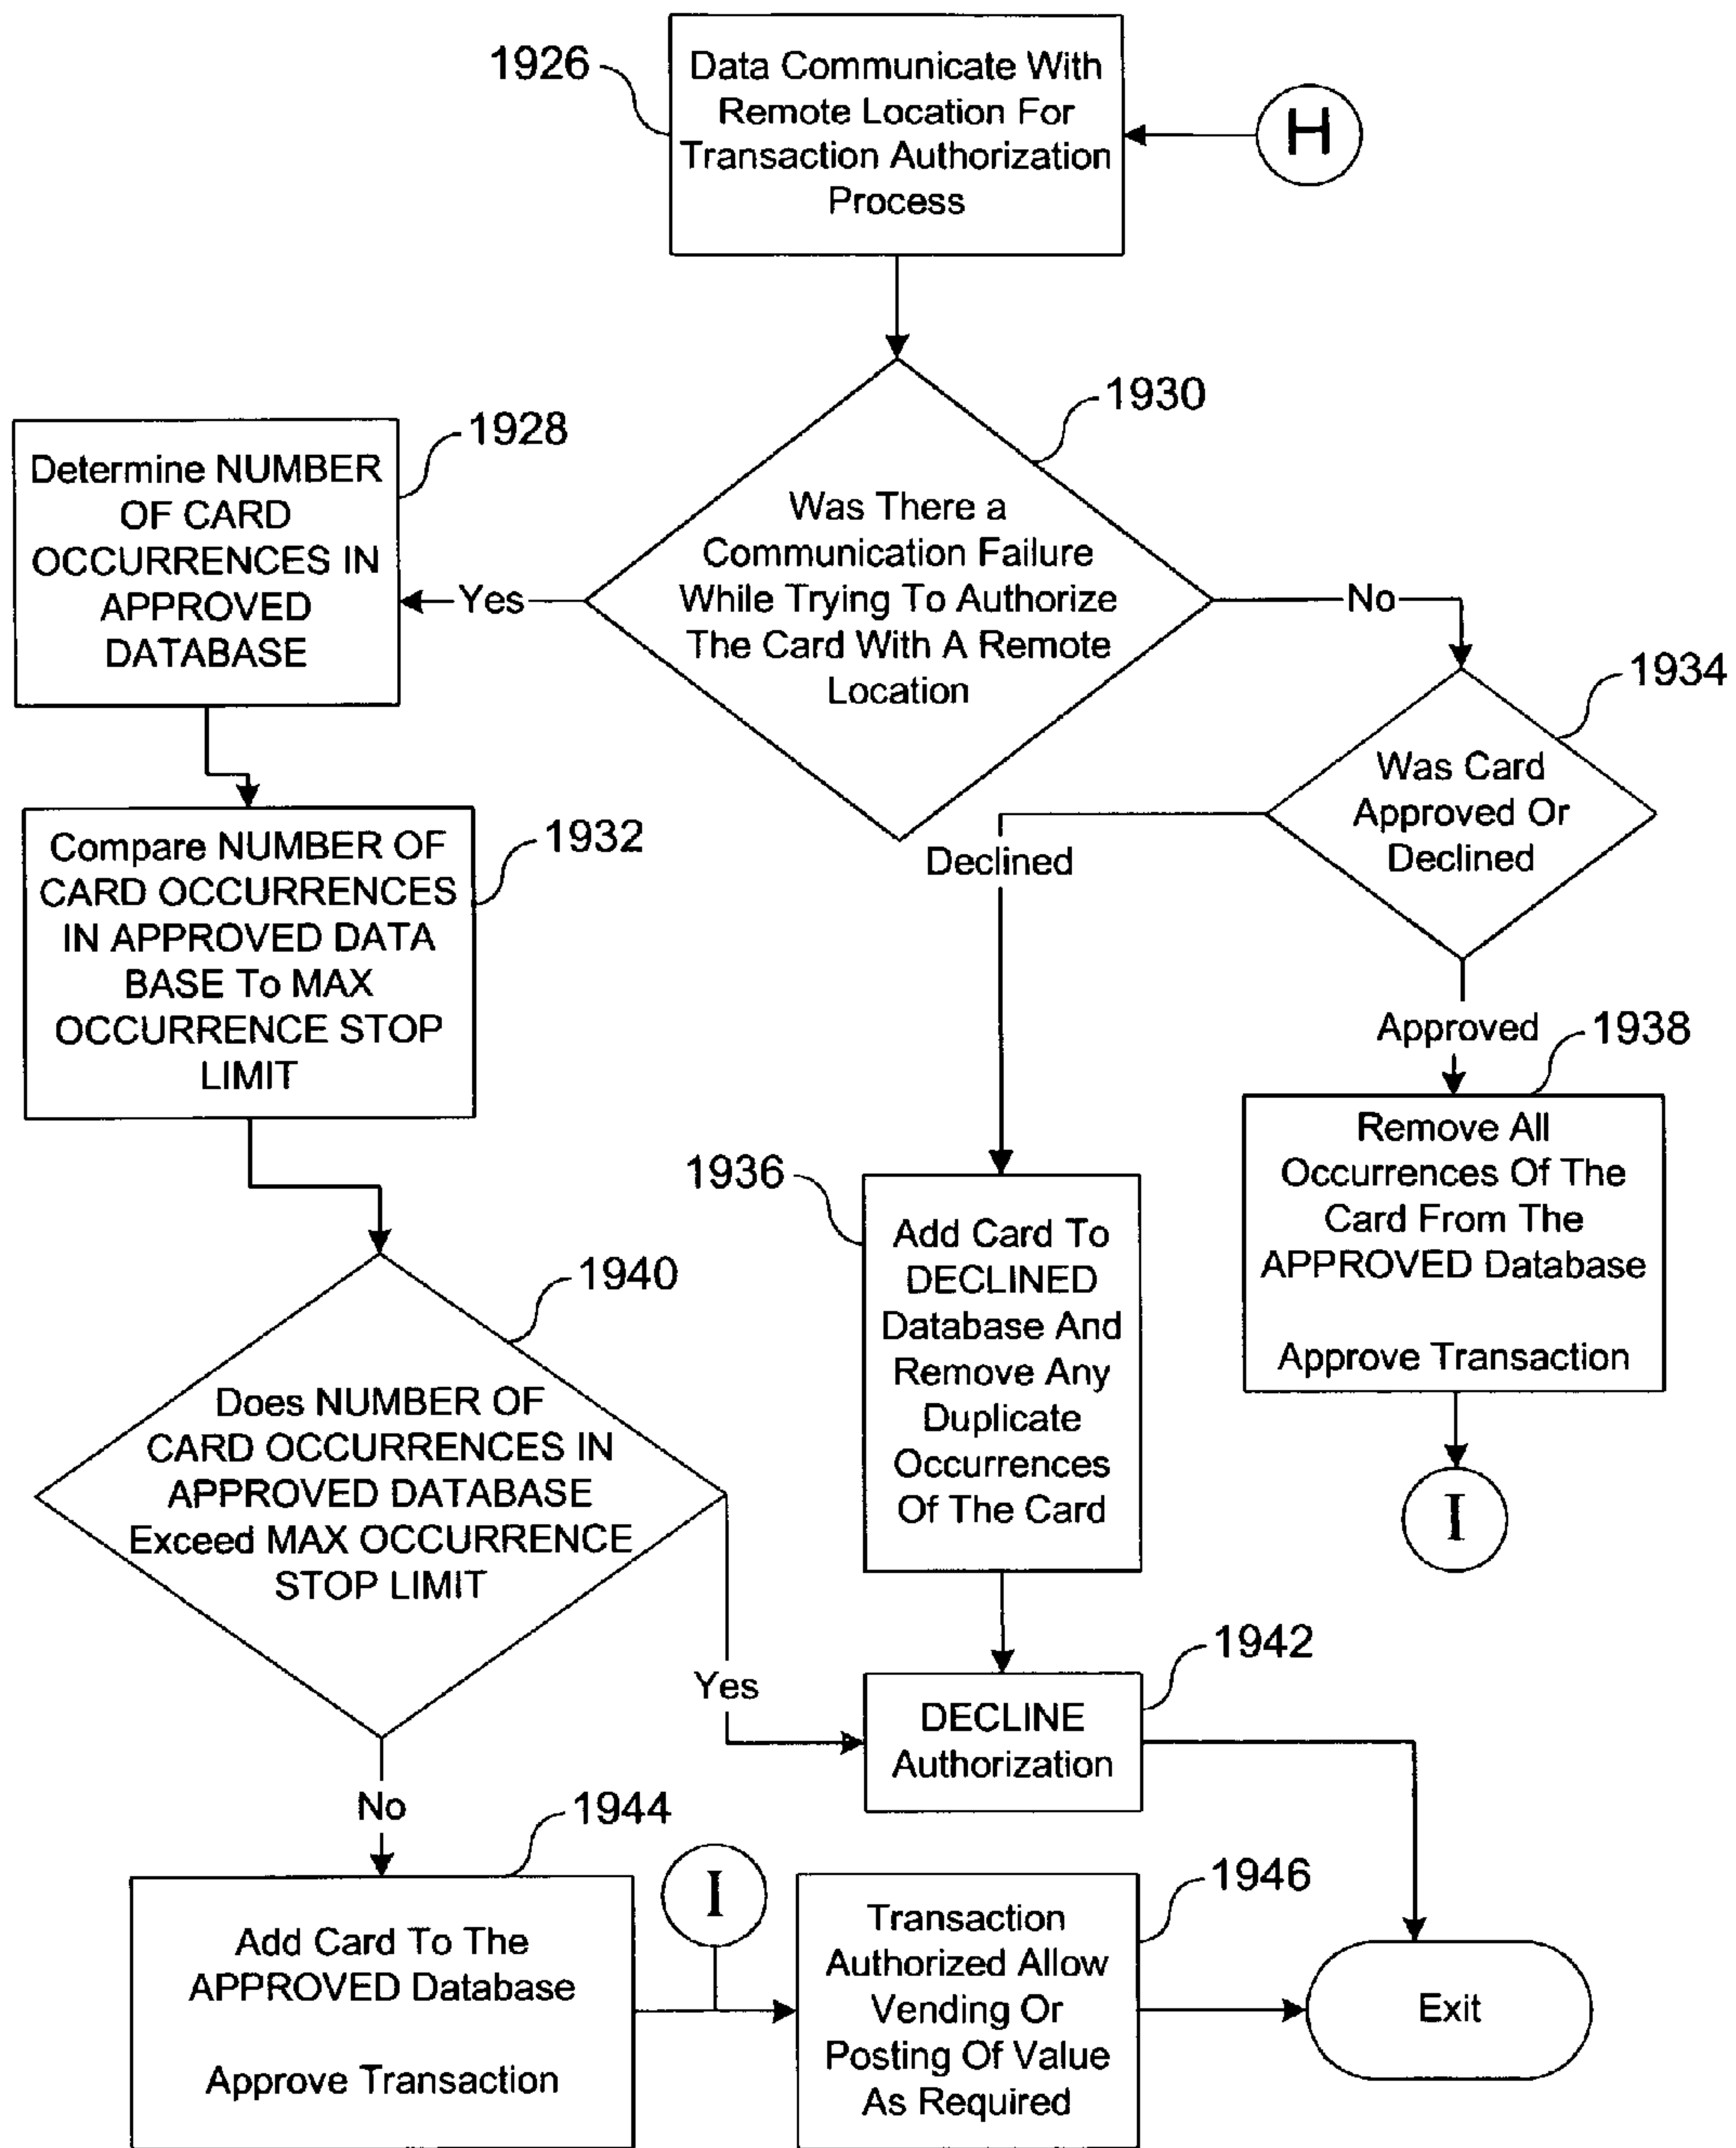 1926
Data Communicate With
Remote Location For
Transaction Authorization
Process
H
1930
Was There a
Communication Failure
While Trying To Authorize
The Card With A Remote
Location
Yes
No
1928
Determine NUMBER
OF CARD
OCCURRENCES IN
APPROVED
DATABASE
1934
Was Card
Approved Or
Declined
Declined
Approved
1932
Compare NUMBER OF
CARD OCCURRENCES
IN APPROVED DATA
BASE To MAX
OCCURRENCE STOP
LIMIT
1938
Remove All
Occurrences Of The
Card From The
APPROVED Database
Approve Transaction
I
1936
Add Card To
DECLINED
Database And
Remove Any
Duplicate
Occurrences
Of The Card
1940
Does NUMBER OF
CARD OCCURRENCES IN
APPROVED DATABASE
Exceed MAX OCCURRENCE
STOP LIMIT
Yes
No
1942
DECLINE
Authorization
1944
Add Card To The
APPROVED Database
Approve Transaction
I
1946
Transaction
Authorized Allow
Vending Or
Posting Of Value
As Required
Exit